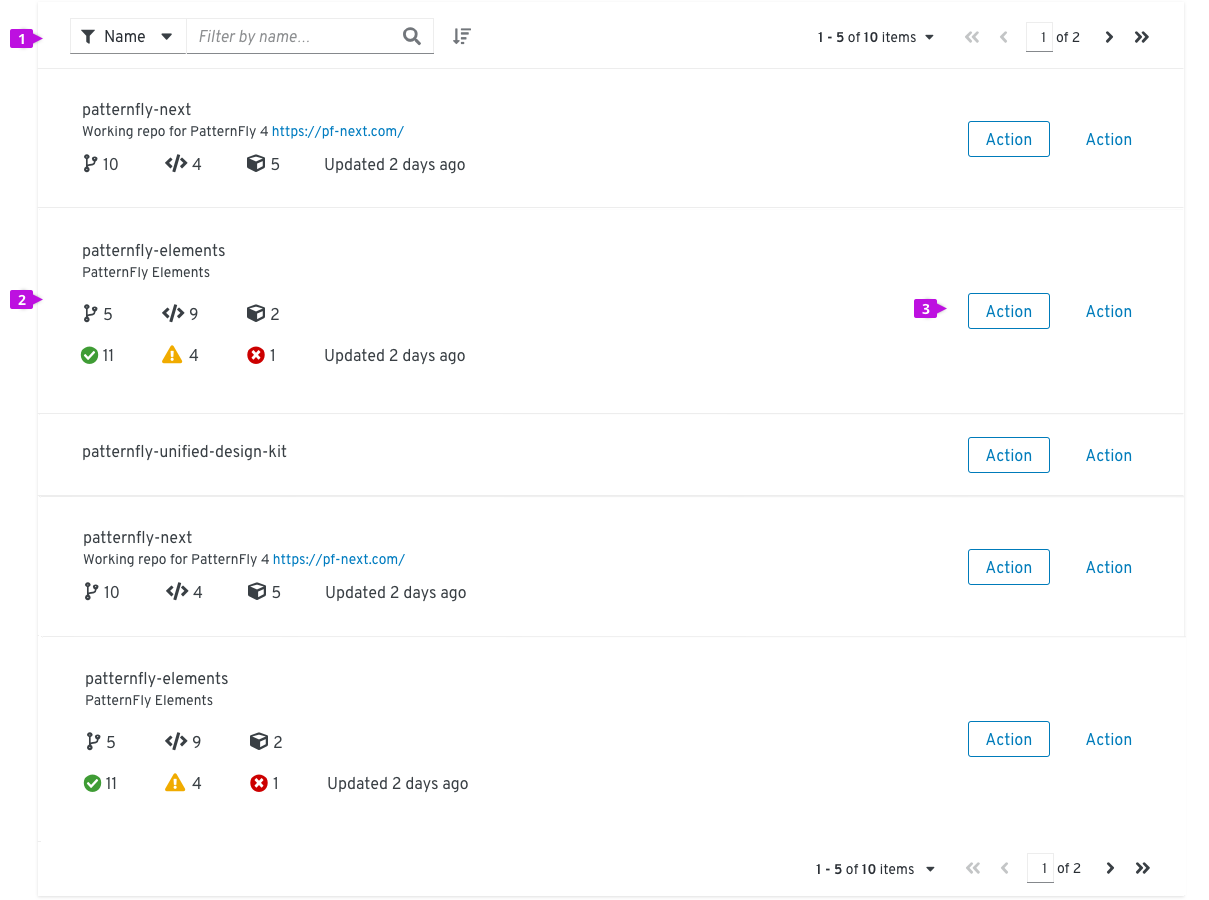 1 Name Filter by name... 1 - 5 of 10 items 1 of 2
patternfly-next
Working repo for PatternFly 4 https://pf-next.com/
10 4 5 Updated 2 days ago
Action Action
patternfly-elements
PatternFly Elements
2
5 9 2
3 Action Action
11 4 1 Updated 2 days ago
patternfly-unified-design-kit
Action Action
patternfly-next
Working repo for PatternFly 4 https://pf-next.com/
10 4 5 Updated 2 days ago
Action Action
patternfly-elements
PatternFly Elements
5 9 2
Action Action
11 4 1 Updated 2 days ago
1 - 5 of 10 items 1 of 2